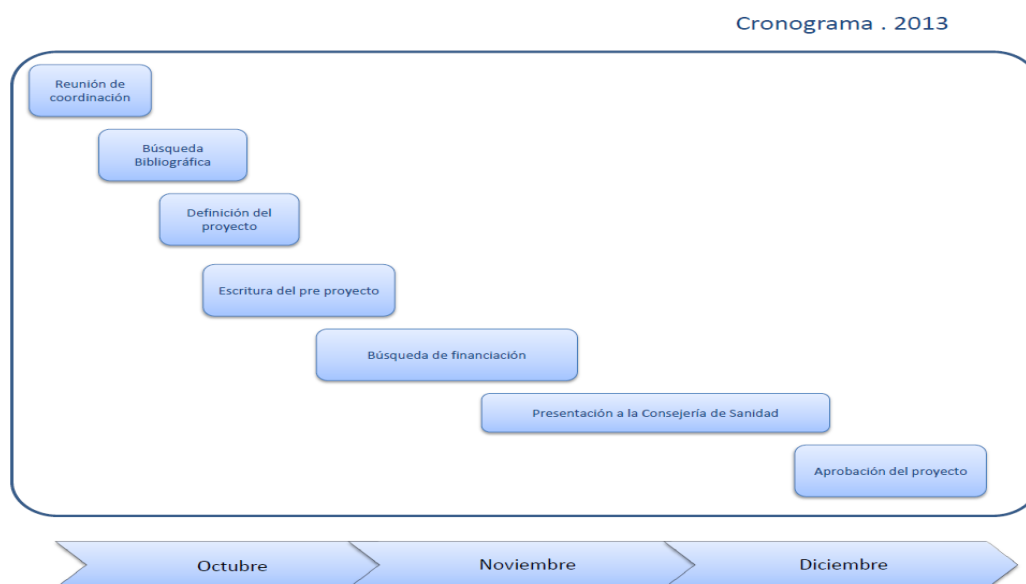 Cronograma . 2013
Reunión de
coordinación
Búsqueda
Bibliográfica
Definición del
proyecto
Escritura del pre proyecto
Búsqueda de financiación
Presentación a la Consejería de Sanidad
Aprobación del proyecto
Octubre
Noviembre
Diciembre